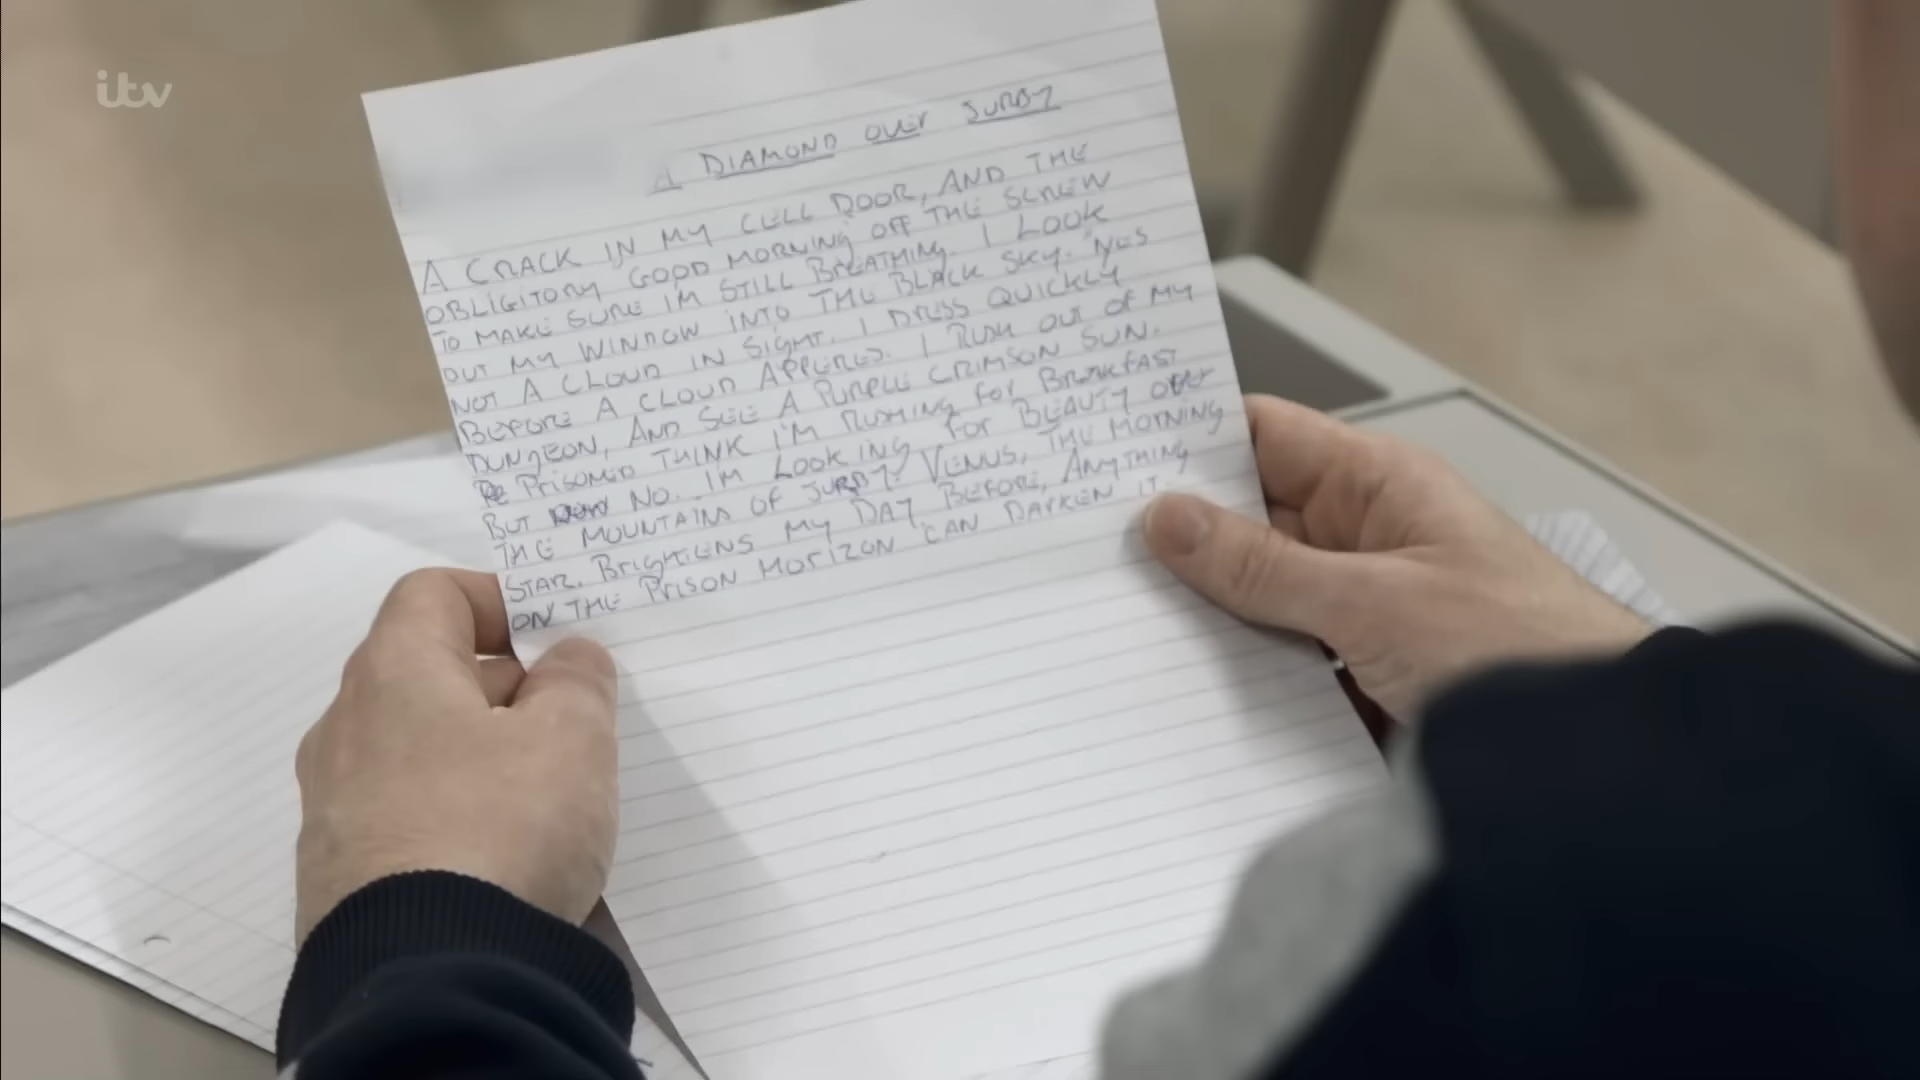 itv
A DIAMOND OVER JURBY
A CRACK IN MY CELL DOOR, AND THE
OBLIGITORY GOOD MORNING OFF THE SCREW
TO MAKE SURE IM STILL BREATHING. I LOOK
OUT MY WINDOW INTO THE BLACK SKY. YES
NOT A CLOUD IN SIGHT. I DRESS QUICKLY
BEFORE A CLOUD APPERES. I RUSH OUT OF MY
DUNGEON, AND SEE A PURPLE CRIMSON SUN.
PRISONED THINK I'M RUSHING FOR BREAKFAST
BUT NO. IM LOOKING FOR BEAUTY OVER
THE MOUNTAINS OF JURBY. VENUS, THE MORNING
STAR. BRIGHTENS MY DAY BEFORE, ANYTHING
ON THE PRISON HORIZON CAN DARKEN IT.